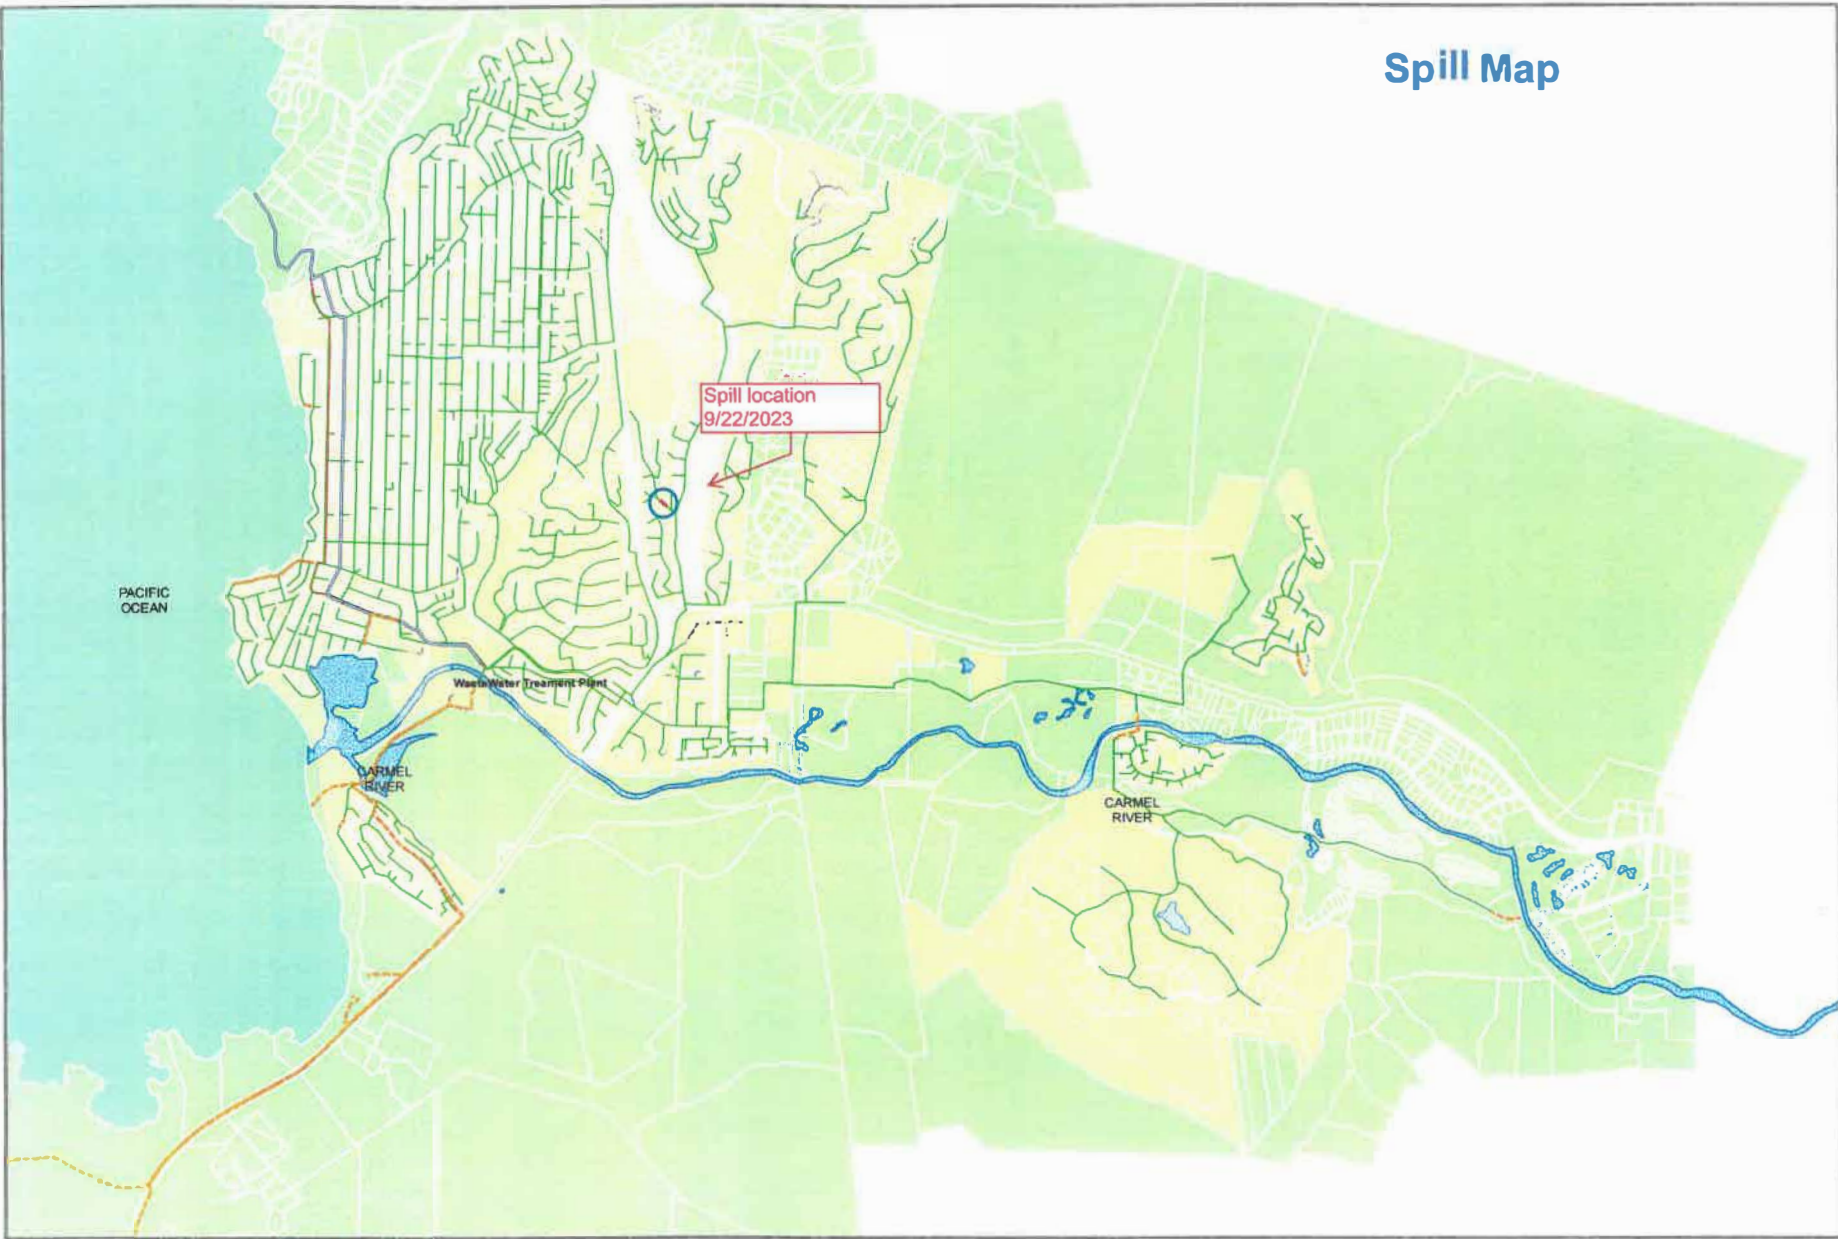 Spill Map
Spill location
9/22/2023
PACIFIC
OCEAN
WasteWater Treament Plant
CARMEL
RIVER
CARMEL
RIVER